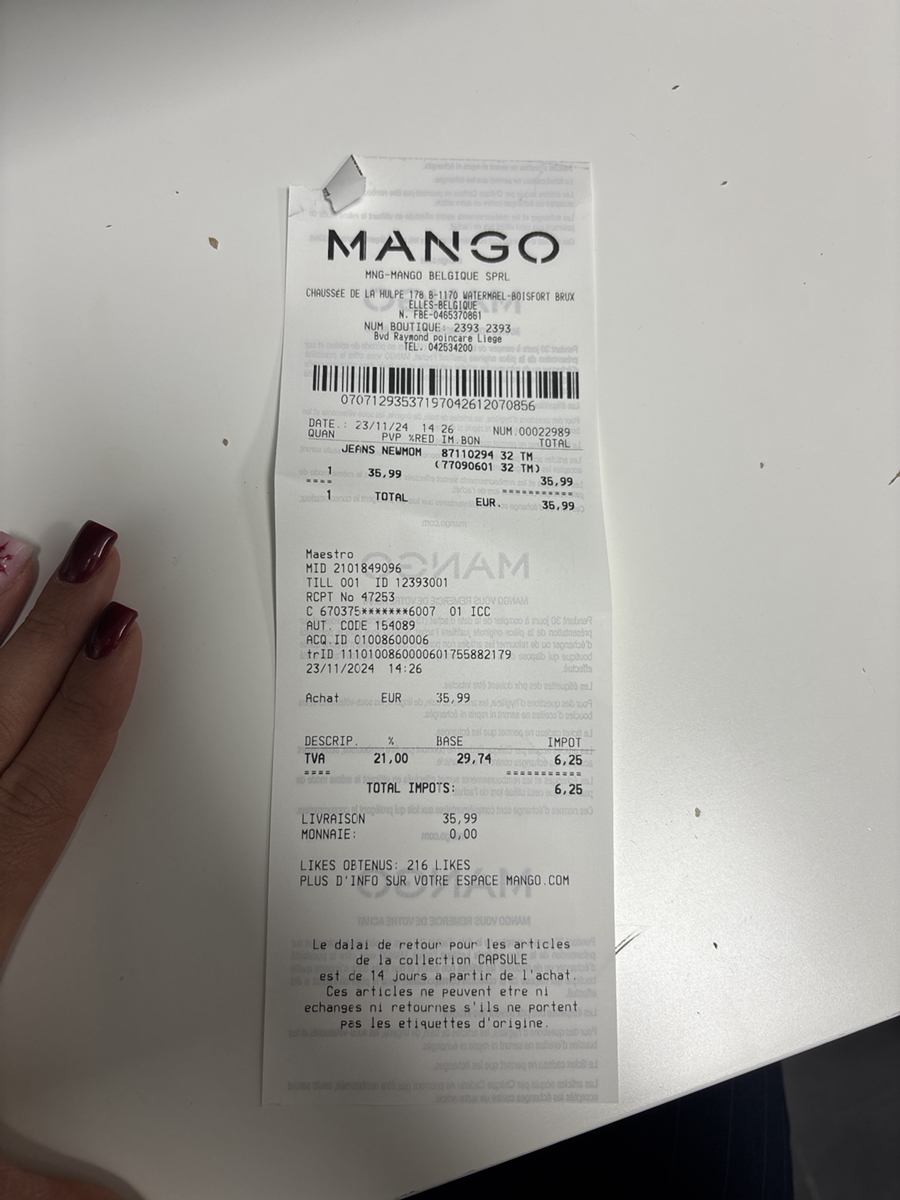 MANGO
MNG-MANGO BELGIQUE SPRL
CHAUSSéE DE LA HULPE 178 B-1170 WATERMAEL-BOISFORT BRUX
ELLES-BELGIQUE
N. FBE-0465370861
NUM BOUTIQUE: 2393 2393
Bvd Raymond poincare Liege
TEL. 042534200
07071293537197042612070856
DATE.: 23/11/24 14 26 NUM.00022989
QUAN PVP %RED IM.BON TOTAL
JEANS NEWMOM 87110294 32 TM
(77090601 32 TM)
1 35,99 35,99
==== ===========
1 TOTAL EUR. 35,99
Maestro
MID 2101849096
TILL 001 ID 12393001
RCPT No 47253
C 670375*******6007 01 ICC
AUT. CODE 154089
ACQ.ID 01008600006
trID 1110100860000601755882179
23/11/2024 14:26
Achat EUR 35,99
DESCRIP. % BASE IMPOT
TVA 21,00 29,74 6,25
==== ===========
TOTAL IMPOTS: 6,25
LIVRAISON 35,99
MONNAIE: 0,00
LIKES OBTENUS: 216 LIKES
PLUS D'INFO SUR VOTRE ESPACE MANGO.COM
Le dalai de retour pour les articles
de la collection CAPSULE
est de 14 jours a partir de l'achat.
Ces articles ne peuvent etre ni
echanges ni retournes s'ils ne portent
pas les etiquettes d'origine.